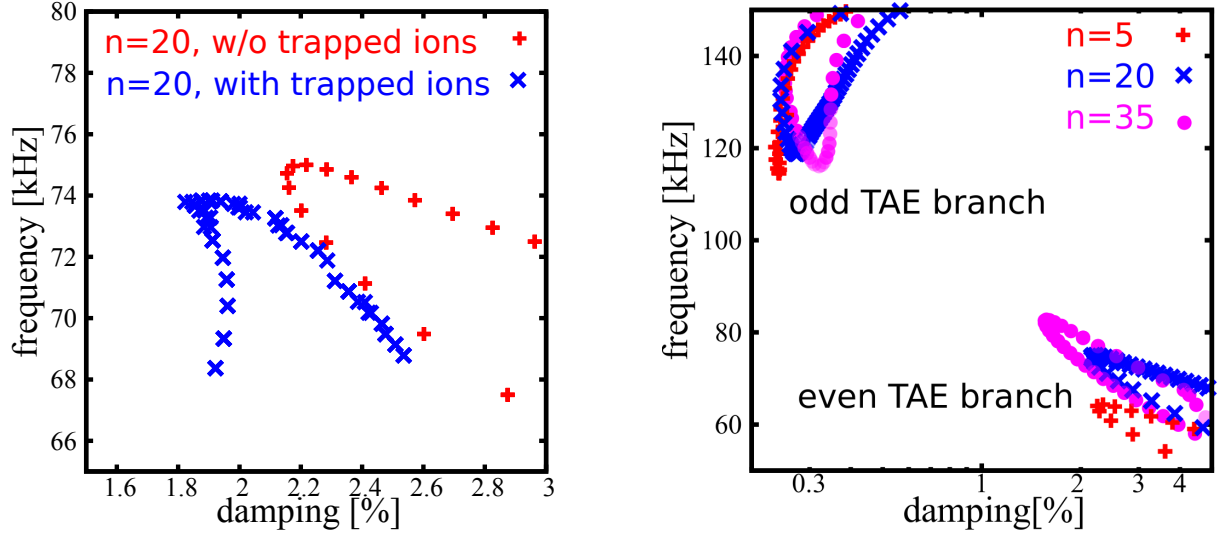 80
78
76
74
72
70
68
66
frequency [kHz]
n=20, w/o trapped ions
n=20, with trapped ions
1.6
1.8
2
2.2
2.4
2.6
2.8
3
damping [%]
140
120
100
80
60
frequency [kHz]
n=5
n=20
n=35
odd TAE branch
even TAE branch
0.3
1
2
3
4
damping[%]